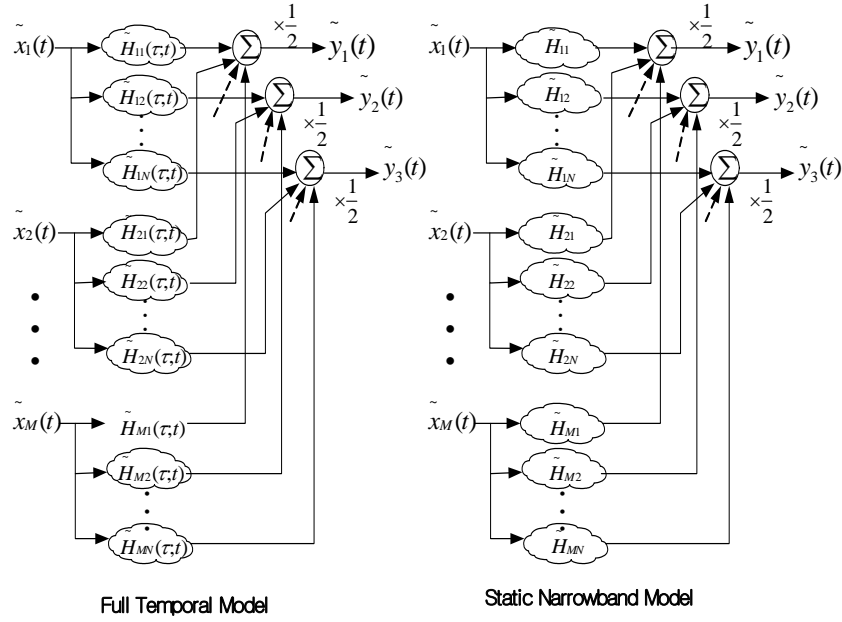 x̃₁(t) H̃₁₁(τ;t) Σ ×1/2 ỹ₁(t)
H̃₁₂(τ;t) Σ ×1/2 ỹ₂(t)
H̃₁N(τ;t) Σ ×1/2 ỹ₃(t)
x̃₂(t) H̃₂₁(τ;t)
H̃₂₂(τ;t)
H̃₂N(τ;t)
x̃M(t) H̃M1(τ;t)
H̃M2(τ;t)
H̃MN(τ;t)
Full Temporal Model
x̃₁(t) H̃₁₁ Σ ×1/2 ỹ₁(t)
H̃₁₂ Σ ×1/2 ỹ₂(t)
H̃₁N Σ ×1/2 ỹ₃(t)
x̃₂(t) H̃₂₁
H̃₂₂
H̃₂N
x̃M(t) H̃M1
H̃M2
H̃MN
Static Narrowband Model